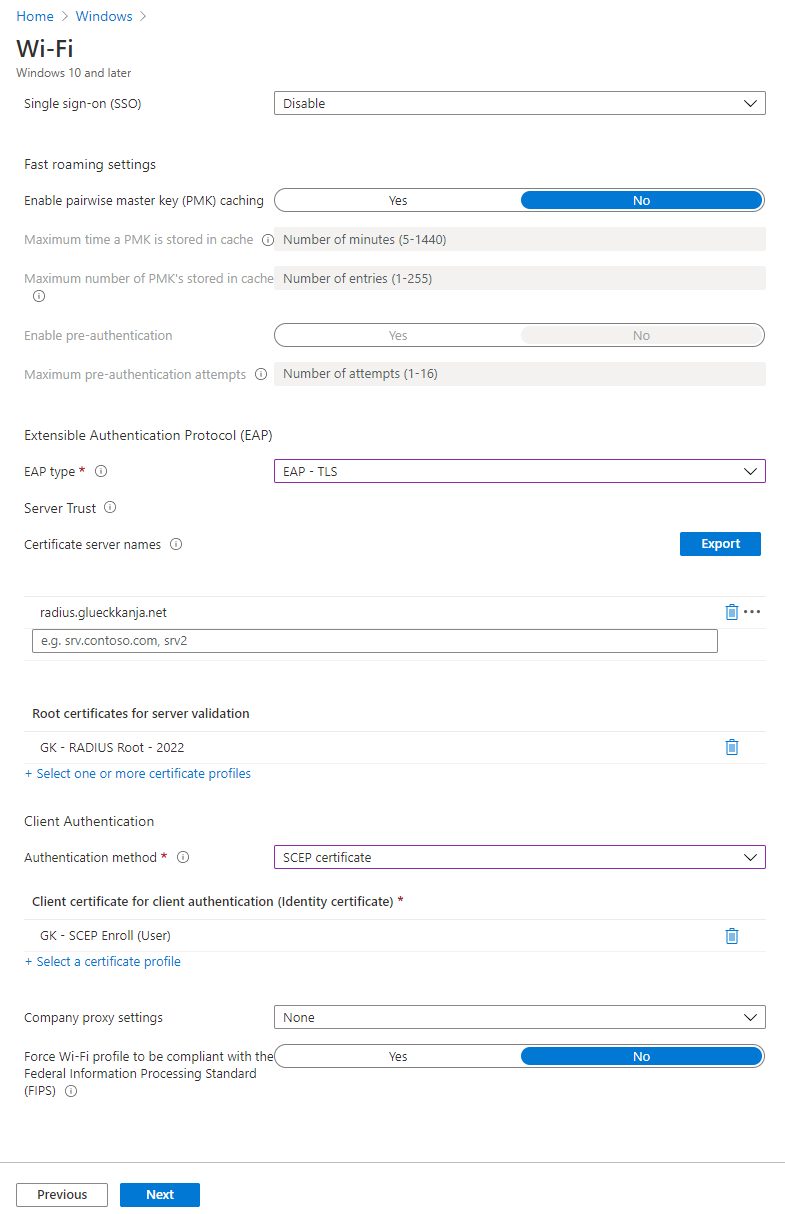 Home > Windows >
Wi-Fi
Windows 10 and later
Single sign-on (SSO) Disable
Fast roaming settings
Enable pairwise master key (PMK) caching Yes No
Maximum time a PMK is stored in cache Number of minutes (5-1440)
Maximum number of PMK's stored in cache Number of entries (1-255)
Enable pre-authentication Yes No
Maximum pre-authentication attempts Number of attempts (1-16)
Extensible Authentication Protocol (EAP)
EAP type * EAP - TLS
Server Trust
Certificate server names Export
radius.glueckkanja.net
e.g. srv.contoso.com, srv2
Root certificates for server validation
GK - RADIUS Root - 2022
+ Select one or more certificate profiles
Client Authentication
Authentication method * SCEP certificate
Client certificate for client authentication (Identity certificate) *
GK - SCEP Enroll (User)
+ Select a certificate profile
Company proxy settings None
Force Wi-Fi profile to be compliant with the Yes No
Federal Information Processing Standard
(FIPS)
Previous Next